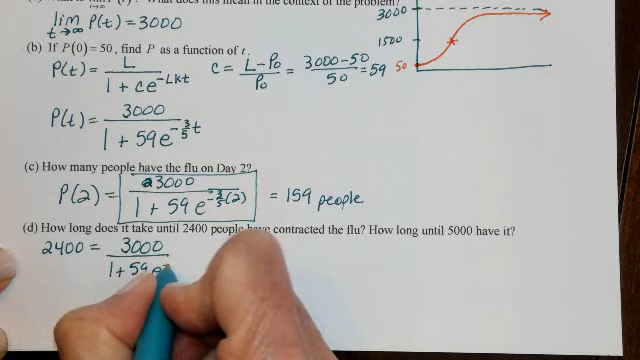 the problem?
lim P(t) = 3000
t→∞
(b) If P(0) = 50, find P as a function of t.
P(t) = L / (1 + ce^(-Lkt))   C = (L - P₀) / P₀ = (3000 - 50) / 50 = 59
P(t) = 3000 / (1 + 59e^(-3/5 t))
3000
1500
50
(c) How many people have the flu on Day 2?
P(2) = 3000 / (1 + 59e^(-3/5(2))) = 159 people
(d) How long does it take until 2400 people have contracted the flu? How long until 5000 have it?
2400 = 3000 / (1 + 59e^-